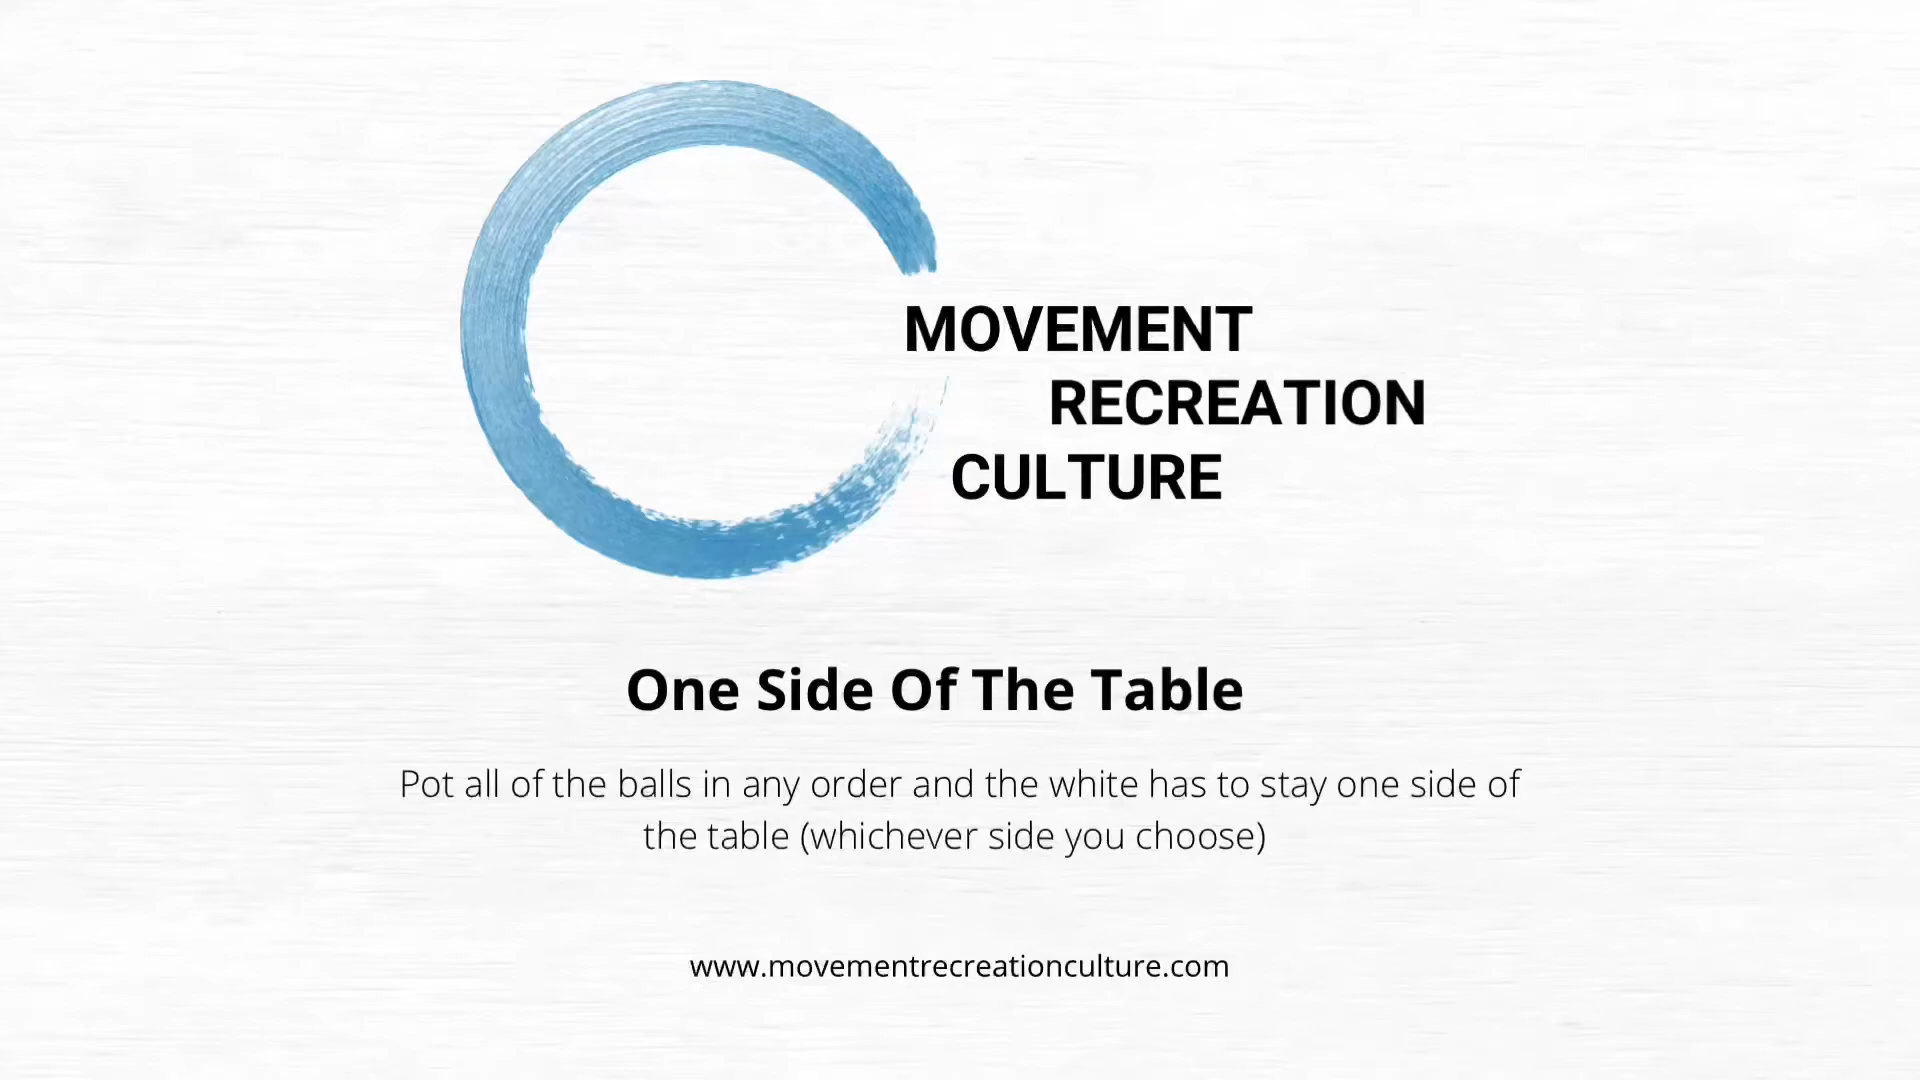 MOVEMENT
RECREATION
CULTURE
One Side Of The Table
Pot all of the balls in any order and the white has to stay one side of
the table (whichever side you choose)
www.movementrecreationculture.com